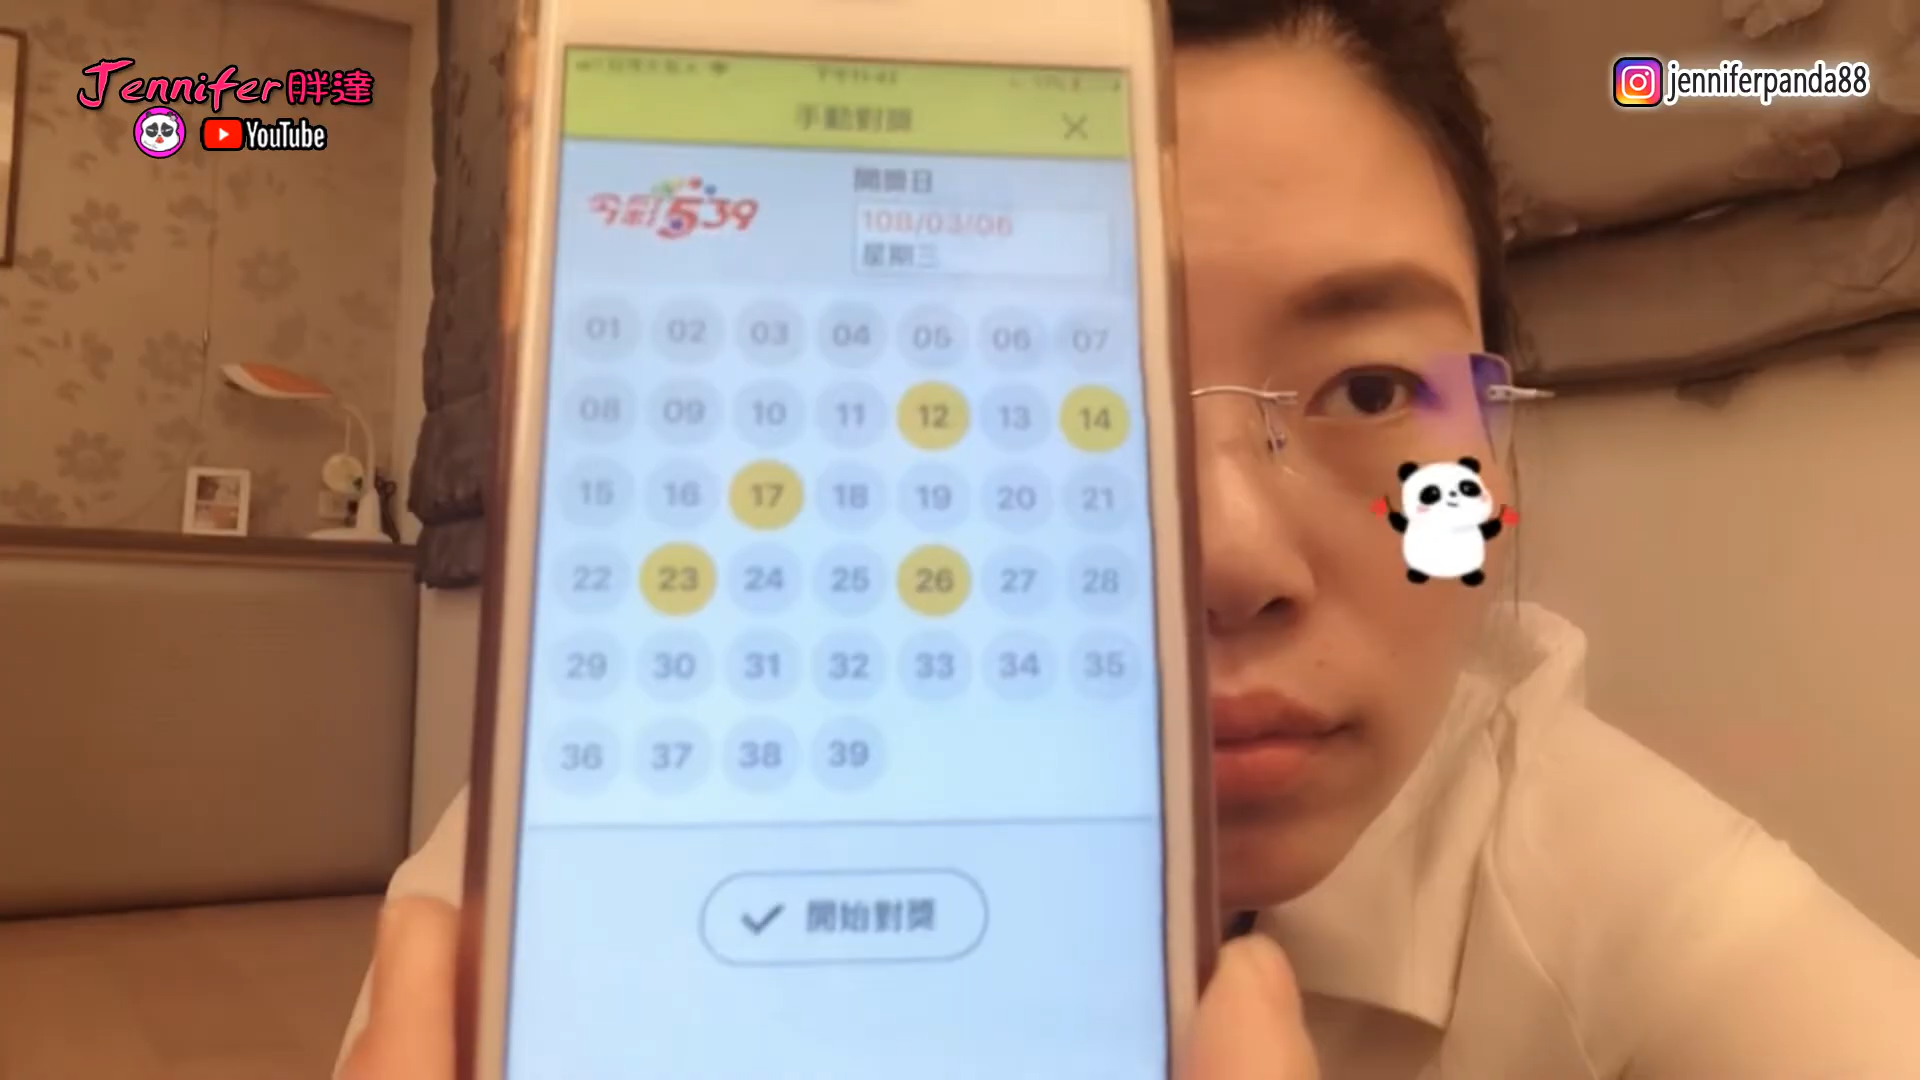 Jennifer胖達
YouTube
jenniferpanda88
手動對獎
今彩539
開獎日
108/03/06
星期三
01 02 03 04 05 06 07
08 09 10 11 12 13 14
15 16 17 18 19 20 21
22 23 24 25 26 27 28
29 30 31 32 33 34 35
36 37 38 39
開始對獎